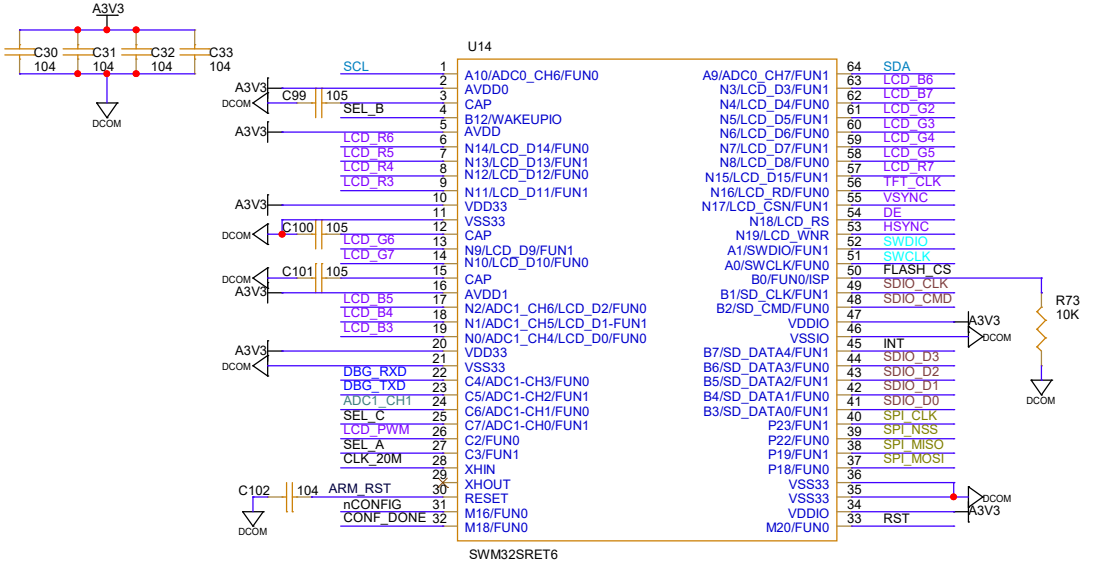 A3V3
C30
104
C31
104
C32
104
C33
104
DCOM
U14
SCL 1 A10/ADC0_CH6/FUN0
A3V3 2 AVDD0
DCOM C99 105 3 CAP
SEL_B 4 B12/WAKEUPIO
A3V3 5 AVDD
LCD_R6 6 N14/LCD_D14/FUN0
LCD_R5 7 N13/LCD_D13/FUN1
LCD_R4 8 N12/LCD_D12/FUN0
LCD_R3 9 N11/LCD_D11/FUN1
A3V3 10 VDD33
11 VSS33
DCOM C100 105 12 CAP
LCD_G6 13 N9/LCD_D9/FUN1
LCD_G7 14 N10/LCD_D10/FUN0
DCOM C101 105 15 CAP
A3V3 16 AVDD1
LCD_B5 17 N2/ADC1_CH6/LCD_D2/FUN0
LCD_B4 18 N1/ADC1_CH5/LCD_D1-FUN1
LCD_B3 19 N0/ADC1_CH4/LCD_D0/FUN0
A3V3 20 VDD33
DCOM 21 VSS33
DBG_RXD 22 C4/ADC1-CH3/FUN0
DBG_TXD 23 C5/ADC1-CH2/FUN1
ADC1_CH1 24 C6/ADC1-CH1/FUN0
SEL_C 25 C7/ADC1-CH0/FUN1
LCD_PWM 26 C2/FUN0
SEL_A 27 C3/FUN1
CLK_20M 28 XHIN
29 XHOUT
C102 104 ARM_RST 30 RESET
nCONFIG 31 M16/FUN0
CONF_DONE 32 M18/FUN0
DCOM
A9/ADC0_CH7/FUN1 64 SDA
N3/LCD_D3/FUN1 63 LCD_B6
N4/LCD_D4/FUN0 62 LCD_B7
N5/LCD_D5/FUN1 61 LCD_G2
N6/LCD_D6/FUN0 60 LCD_G3
N7/LCD_D7/FUN1 59 LCD_G4
N8/LCD_D8/FUN0 58 LCD_G5
N15/LCD_D15/FUN1 57 LCD_R7
N16/LCD_RD/FUN0 56 TFT_CLK
N17/LCD_CSN/FUN1 55 VSYNC
N18/LCD_RS 54 DE
N19/LCD_WNR 53 HSYNC
A1/SWDIO/FUN1 52 SWDIO
A0/SWCLK/FUN0 51 SWCLK
B0/FUN0/ISP 50 FLASH_CS
B1/SD_CLK/FUN1 49 SDIO_CLK
B2/SD_CMD/FUN0 48 SDIO_CMD
VDDIO 47 A3V3
VSSIO 46 DCOM
B7/SD_DATA4/FUN1 45 INT
B6/SD_DATA3/FUN0 44 SDIO_D3
B5/SD_DATA2/FUN1 43 SDIO_D2
B4/SD_DATA1/FUN0 42 SDIO_D1
B3/SD_DATA0/FUN1 41 SDIO_D0
P23/FUN1 40 SPI_CLK
P22/FUN0 39 SPI_NSS
P19/FUN1 38 SPI_MISO
P18/FUN0 37 SPI_MOSI
VSS33 36
VSS33 35 DCOM
VDDIO 34 A3V3
M20/FUN0 33 RST
R73
10K
DCOM
SWM32SRET6